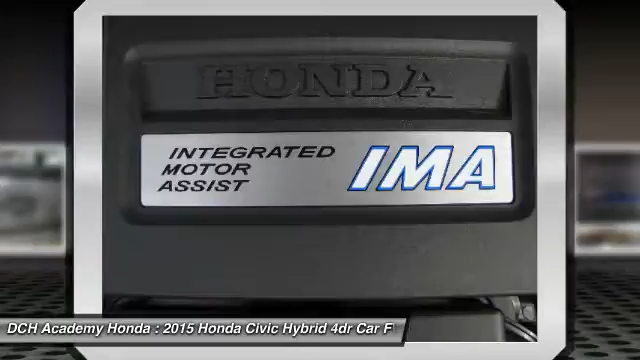 HONDA
INTEGRATED
MOTOR
ASSIST
IMA
DCH Academy Honda : 2015 Honda Civic Hybrid 4dr Car